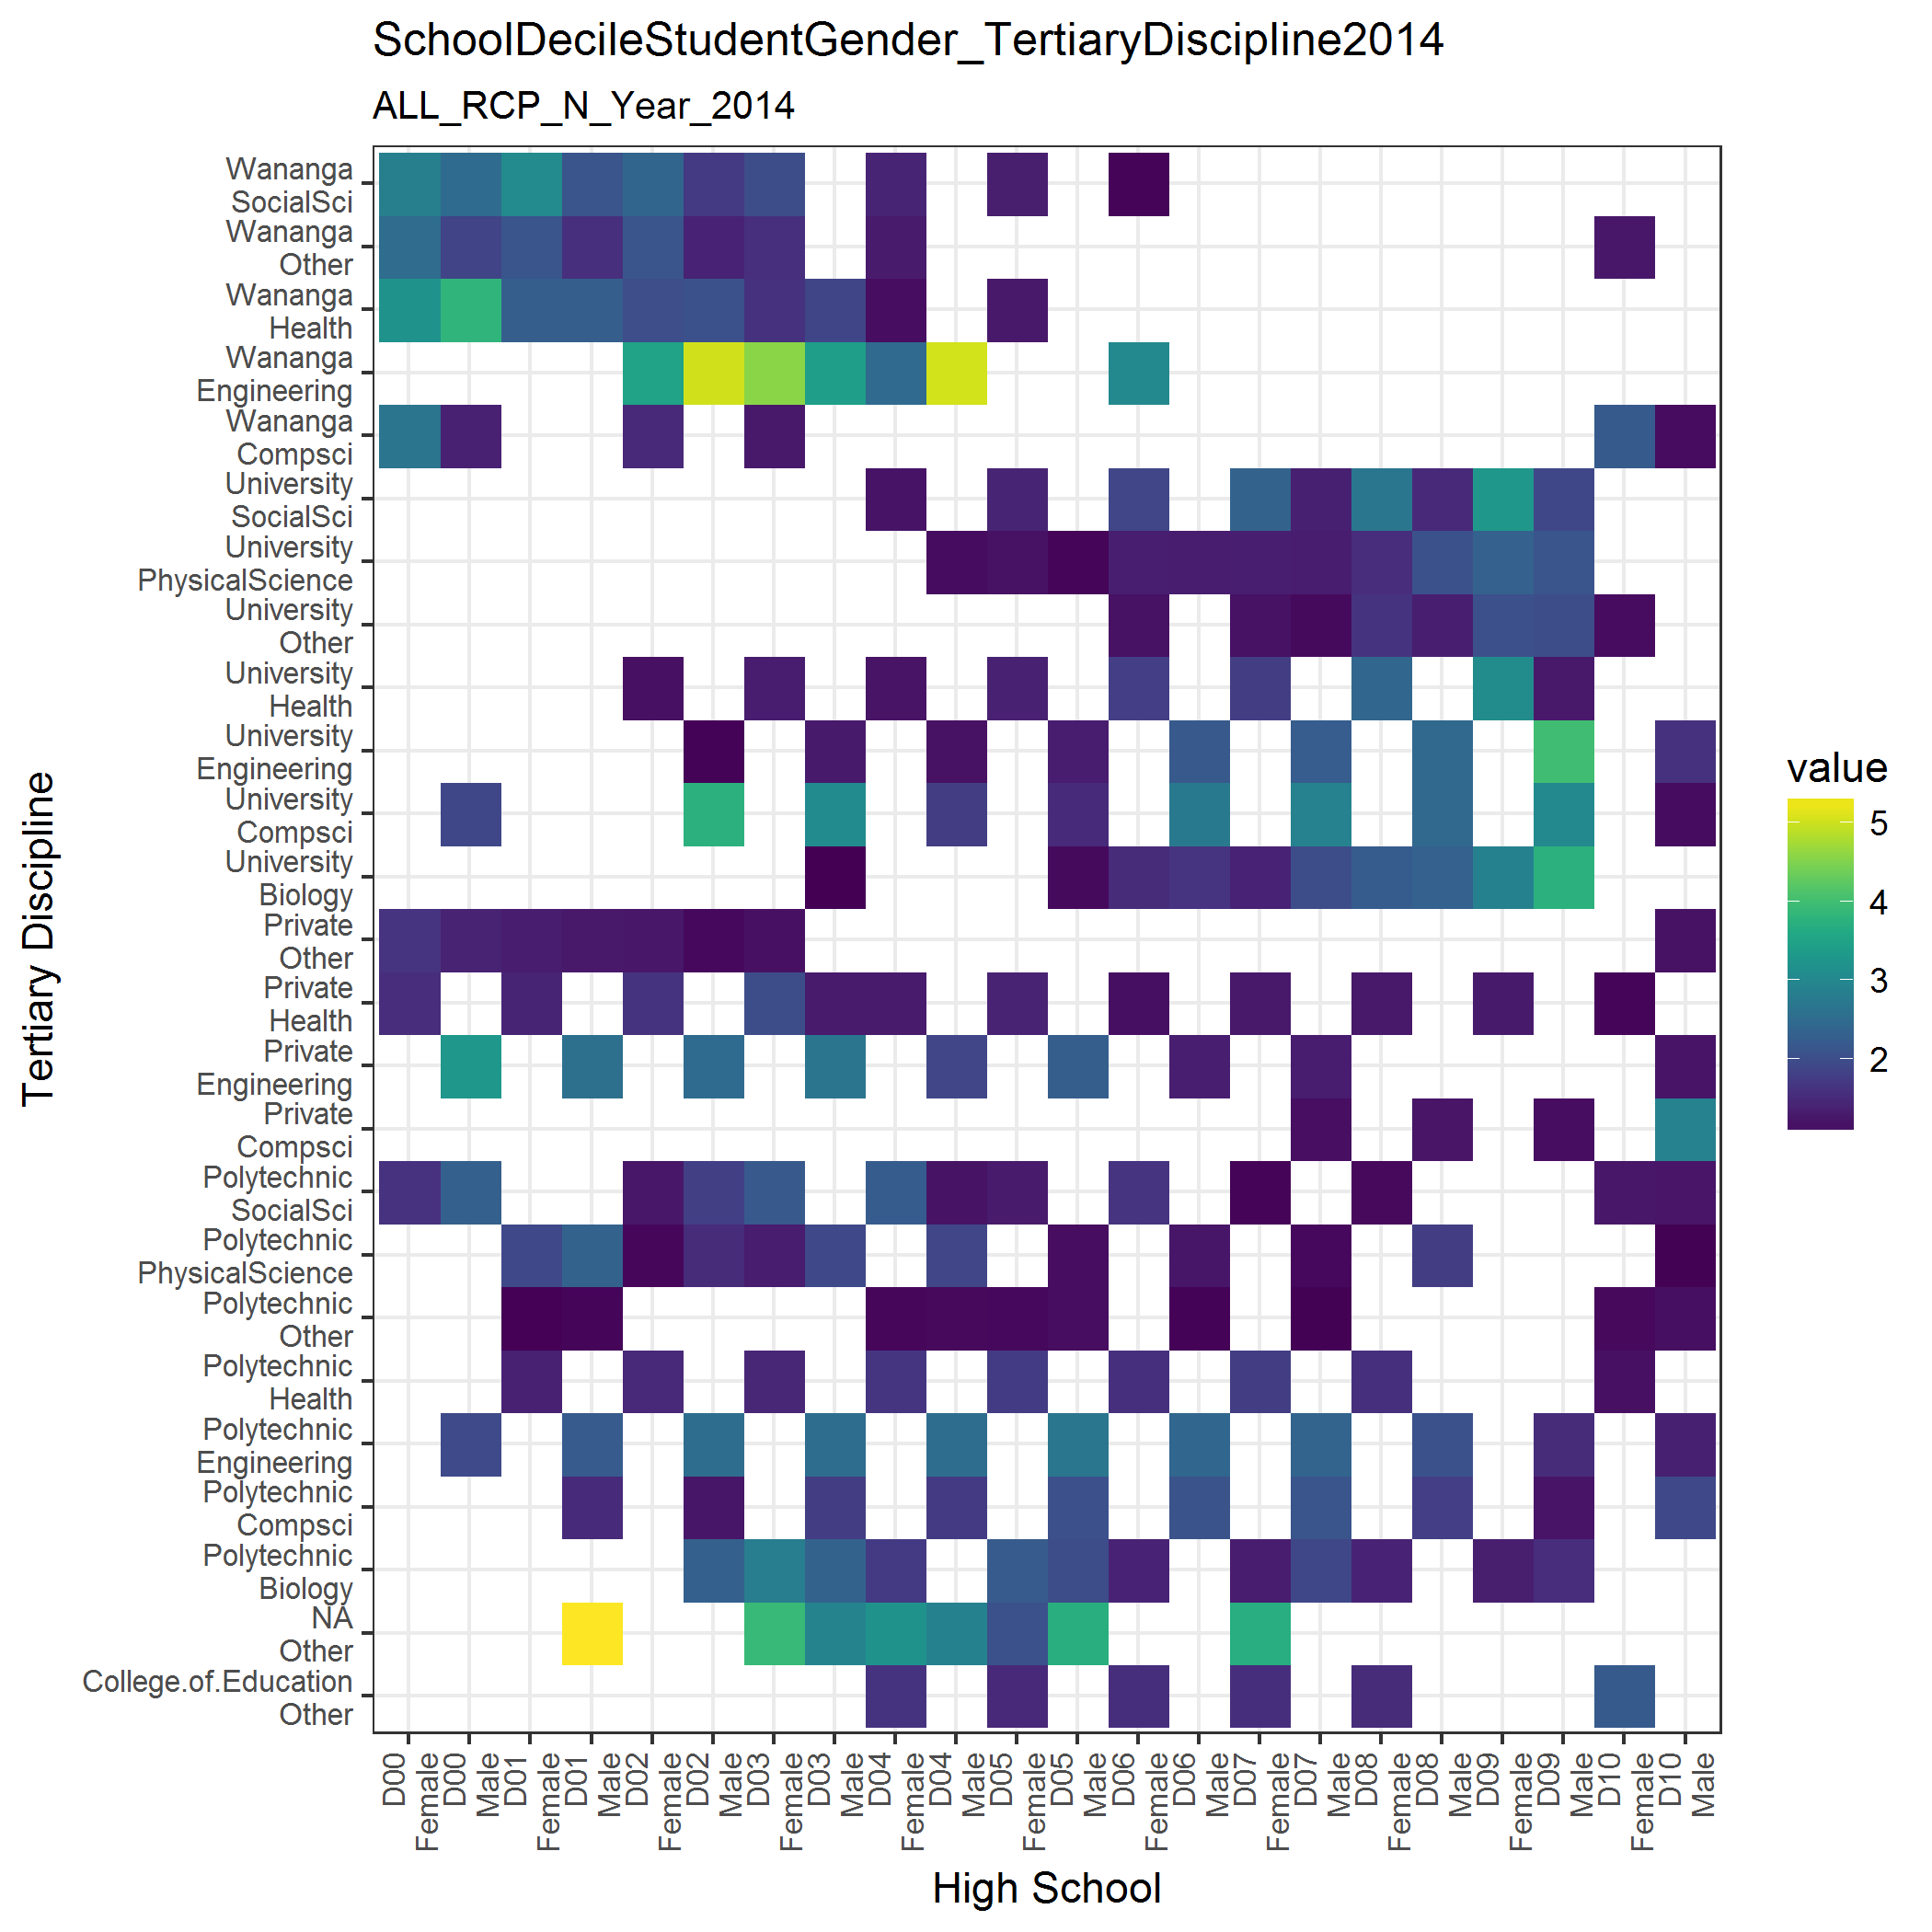 SchoolDecileStudentGender_TertiaryDiscipline2014
ALL_RCP_N_Year_2014
Tertiary Discipline
Wananga
SocialSci
Wananga
Other
Wananga
Health
Wananga
Engineering
Wananga
Compsci
University
SocialSci
University
PhysicalScience
University
Other
University
Health
University
Engineering
University
Compsci
University
Biology
Private
Other
Private
Health
Private
Engineering
Private
Compsci
Polytechnic
SocialSci
Polytechnic
PhysicalScience
Polytechnic
Other
Polytechnic
Health
Polytechnic
Engineering
Polytechnic
Compsci
Polytechnic
Biology
NA
Other
College.of.Education
Other
D00
Female
D00
Male
D01
Female
D01
Male
D02
Female
D02
Male
D03
Female
D03
Male
D04
Female
D04
Male
D05
Female
D05
Male
D06
Female
D06
Male
D07
Female
D07
Male
D08
Female
D08
Male
D09
Female
D09
Male
D10
Female
D10
Male
High School
value
5
4
3
2